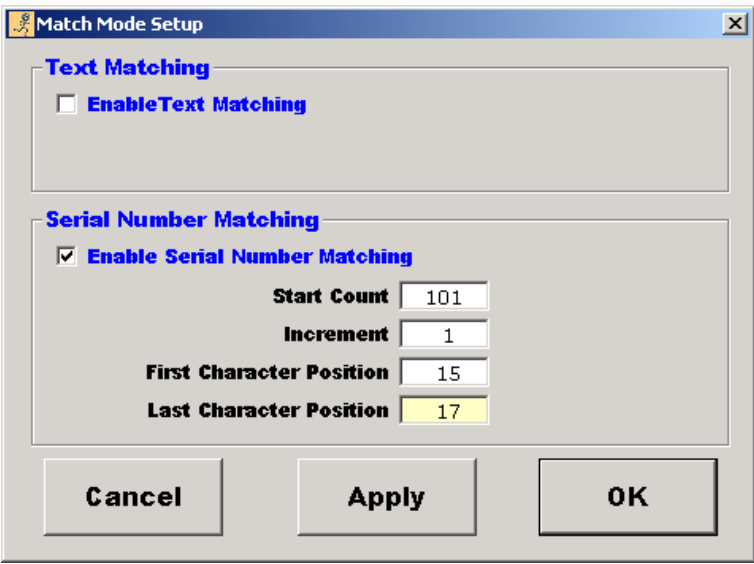 Match Mode Setup
Text Matching
EnableText Matching
Serial Number Matching
Enable Serial Number Matching
Start Count 101
Increment 1
First Character Position 15
Last Character Position 17
Cancel Apply OK